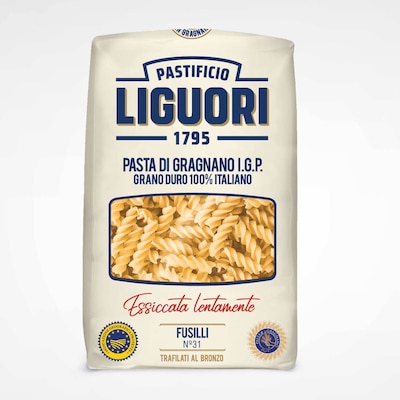 PASTIFICIO
LIGUORI
1795
PASTA DI GRAGNANO I.G.P.
GRANO DURO 100% ITALIANO
Essiccata lentamente
FUSILLI
N°31
TRAFILATI AL BRONZO